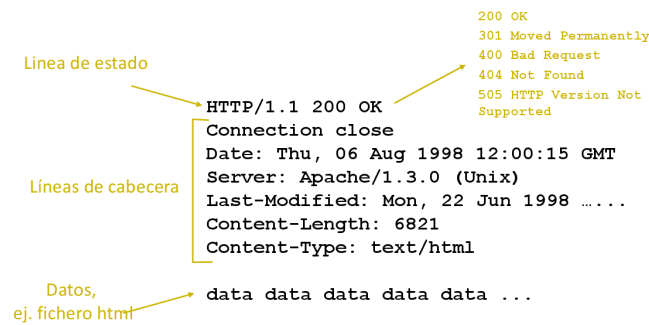 200 OK
301 Moved Permanently
400 Bad Request
404 Not Found
505 HTTP Version Not
Supported
Linea de estado
HTTP/1.1 200 OK
Connection close
Date: Thu, 06 Aug 1998 12:00:15 GMT
Server: Apache/1.3.0 (Unix)
Last-Modified: Mon, 22 Jun 1998 …...
Content-Length: 6821
Content-Type: text/html
Líneas de cabecera
Datos,
ej. fichero html
data data data data data ...